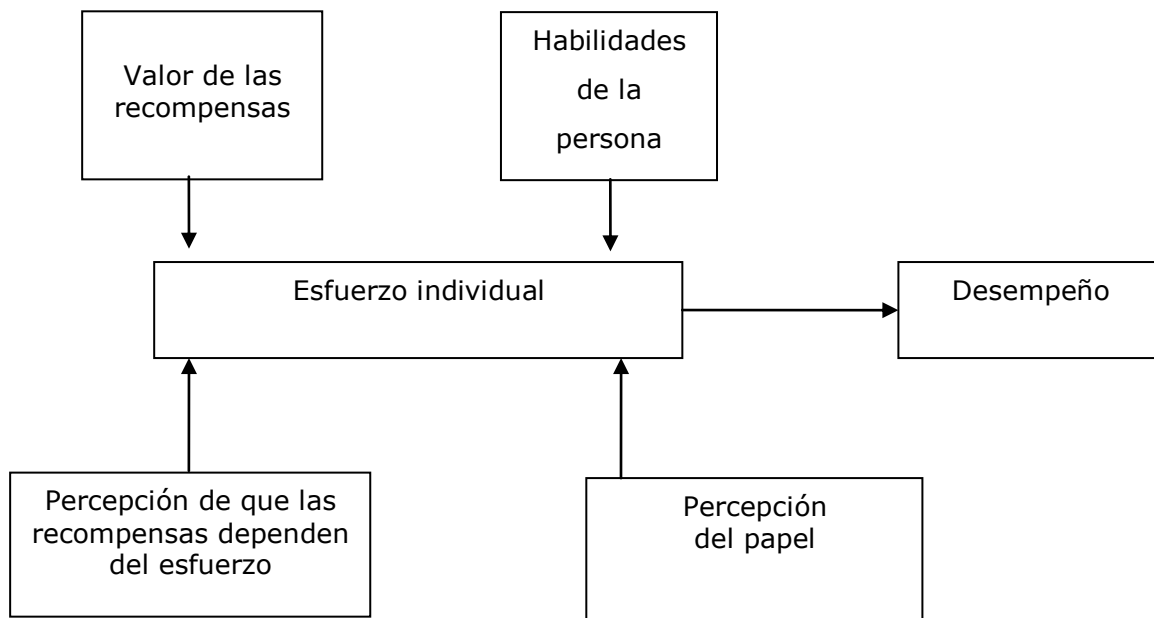 Valor de las
recompensas
Habilidades
de la
persona
Esfuerzo individual
Desempeño
Percepción de que las
recompensas dependen
del esfuerzo
Percepción
del papel